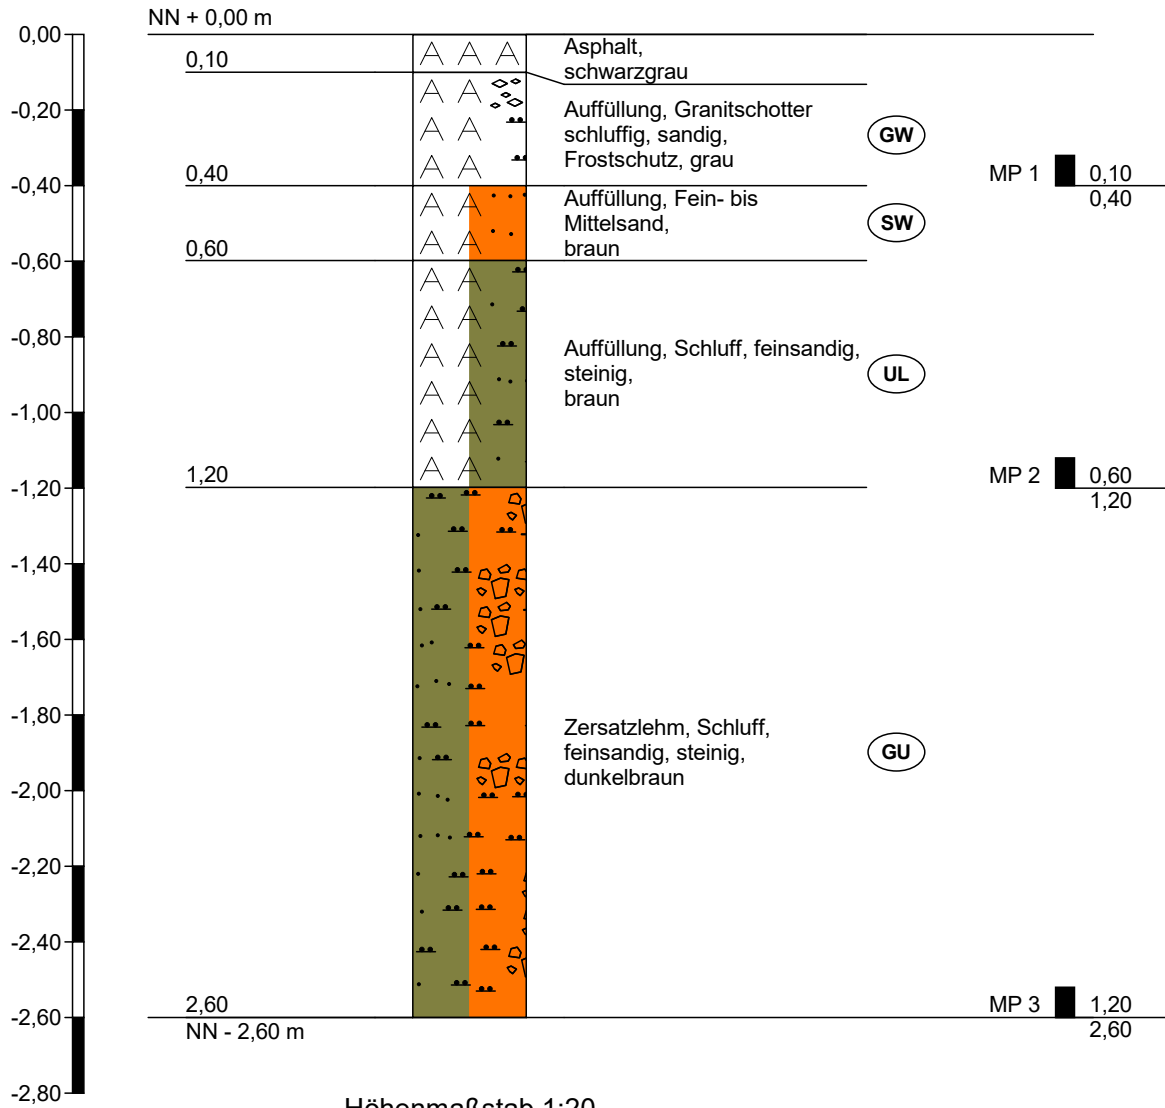 NN + 0,00 m
0,00
0,10
Asphalt,
schwarzgrau
-0,20
Auffüllung, Granitschotter
schluffig, sandig,
Frostschutz, grau
GW
-0,40
0,40
MP 1
0,10
0,40
Auffüllung, Fein- bis
Mittelsand,
braun
SW
0,60
-0,60
-0,80
Auffüllung, Schluff, feinsandig,
steinig,
braun
UL
-1,00
1,20
-1,20
MP 2
0,60
1,20
-1,40
-1,60
-1,80
Zersatzlehm, Schluff,
feinsandig, steinig,
dunkelbraun
GU
-2,00
-2,20
-2,40
2,60
-2,60
MP 3
1,20
2,60
NN - 2,60 m
-2,80
Höhenmaßstab 1:20